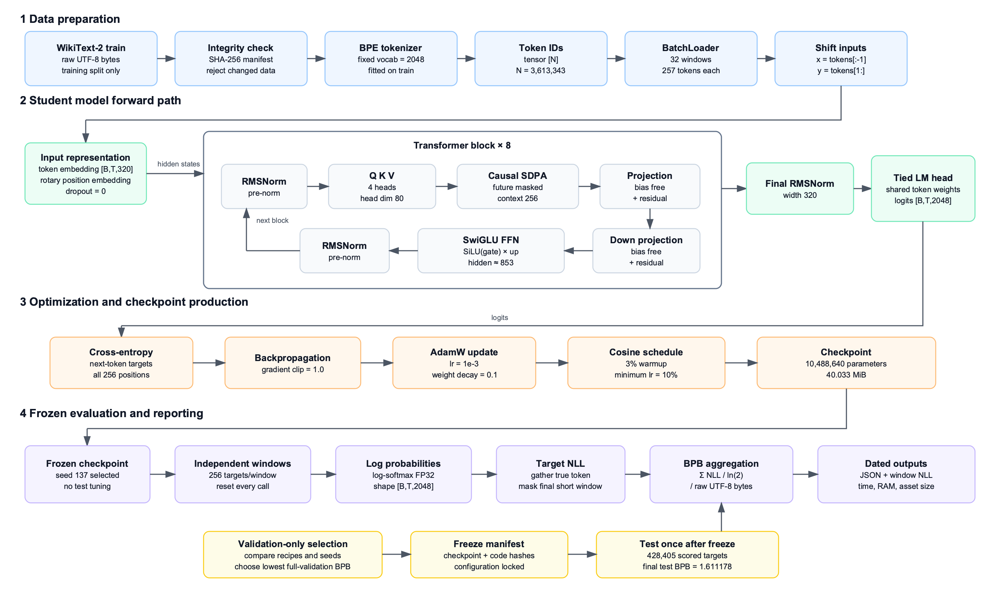 1 Data preparation
WikiText-2 train
raw UTF-8 bytes
training split only
Integrity check
SHA-256 manifest
reject changed data
BPE tokenizer
fixed vocab = 2048
fitted on train
Token IDs
tensor [N]
N = 3,613,343
BatchLoader
32 windows
257 tokens each
Shift inputs
x = tokens[:-1]
y = tokens[1:]
2 Student model forward path
Input representation
token embedding [B,T,320]
rotary position embedding
dropout = 0
hidden states
Transformer block × 8
RMSNorm
pre-norm
Q K V
4 heads
head dim 80
Causal SDPA
future masked
context 256
Projection
bias free
+ residual
Down projection
bias free
+ residual
SwiGLU FFN
SiLU(gate) × up
hidden ≈ 853
RMSNorm
pre-norm
next block
Final RMSNorm
width 320
Tied LM head
shared token weights
logits [B,T,2048]
3 Optimization and checkpoint production
logits
Cross-entropy
next-token targets
all 256 positions
Backpropagation
gradient clip = 1.0
AdamW update
lr = 1e-3
weight decay = 0.1
Cosine schedule
3% warmup
minimum lr = 10%
Checkpoint
10,488,640 parameters
40.033 MiB
4 Frozen evaluation and reporting
Frozen checkpoint
seed 137 selected
no test tuning
Independent windows
256 targets/window
reset every call
Log probabilities
log-softmax FP32
shape [B,T,2048]
Target NLL
gather true token
mask final short window
BPB aggregation
Σ NLL / ln(2)
/ raw UTF-8 bytes
Dated outputs
JSON + window NLL
time, RAM, asset size
Validation-only selection
compare recipes and seeds
choose lowest full-validation BPB
Freeze manifest
checkpoint + code hashes
configuration locked
Test once after freeze
428,405 scored targets
final test BPB = 1.611178